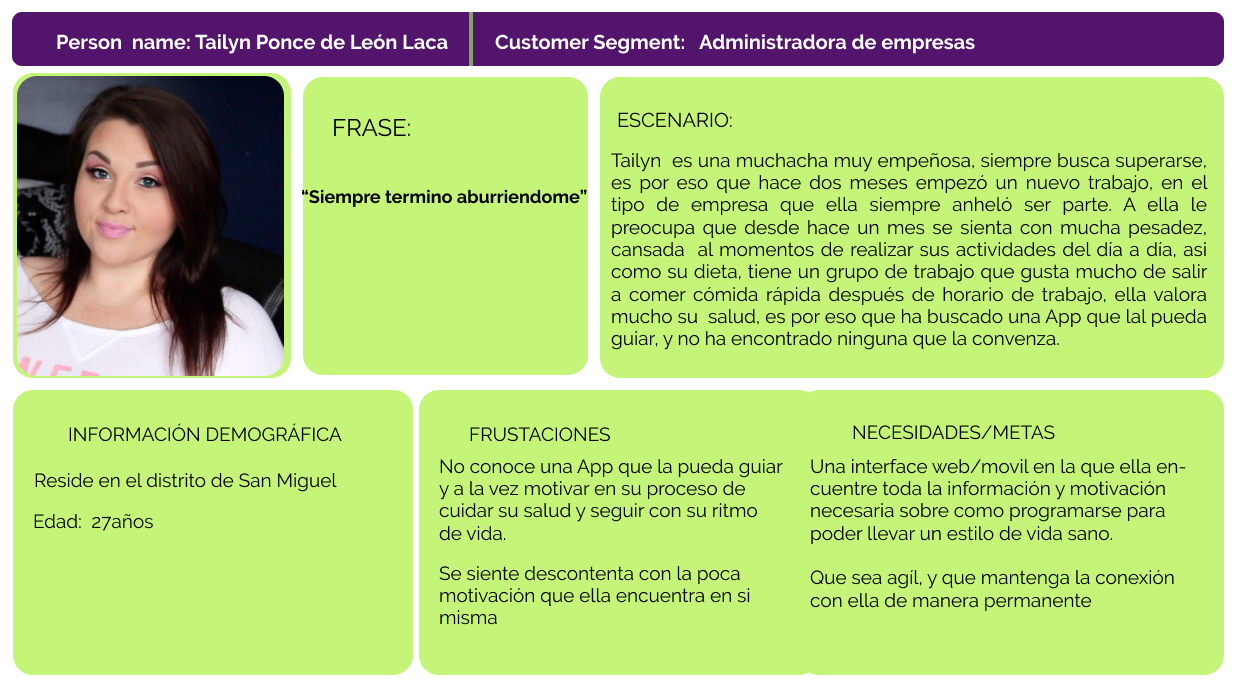 Person  name: Tailyn Ponce de León Laca
Customer Segment:   Administradora de empresas
FRASE:
“Siempre termino aburriendome”
ESCENARIO:
Tailyn  es una muchacha muy empeñosa, siempre busca superarse,
es por eso que hace dos meses empezó un nuevo trabajo, en el
tipo de empresa que ella siempre anheló ser parte. A ella le
preocupa que desde hace un mes se sienta con mucha pesadez,
cansada  al momentos de realizar sus actividades del día a dia, asi
como su dieta, tiene un grupo de trabajo que gusta mucho de salir
a comer cómida rápida después de horario de trabajo, ella valora
mucho su  salud, es por eso que ha buscado una App que lal pueda
guiar, y no ha encontrado ninguna que la convenza.
INFORMACIÓN DEMOGRÁFICA
Reside en el distrito de San Miguel
Edad:  27años
FRUSTACIONES
No conoce una App que la pueda guiar
y a la vez motivar en su proceso de
cuidar su salud y seguir con su ritmo
de vida.
Se siente descontenta con la poca
motivación que ella encuentra en si
misma
NECESIDADES/METAS
Una interface web/movil en la que ella en-
cuentre toda la información y motivación
necesaria sobre como programarse para
poder llevar un estilo de vida sano.
Que sea agíl, y que mantenga la conexión
con ella de manera permanente